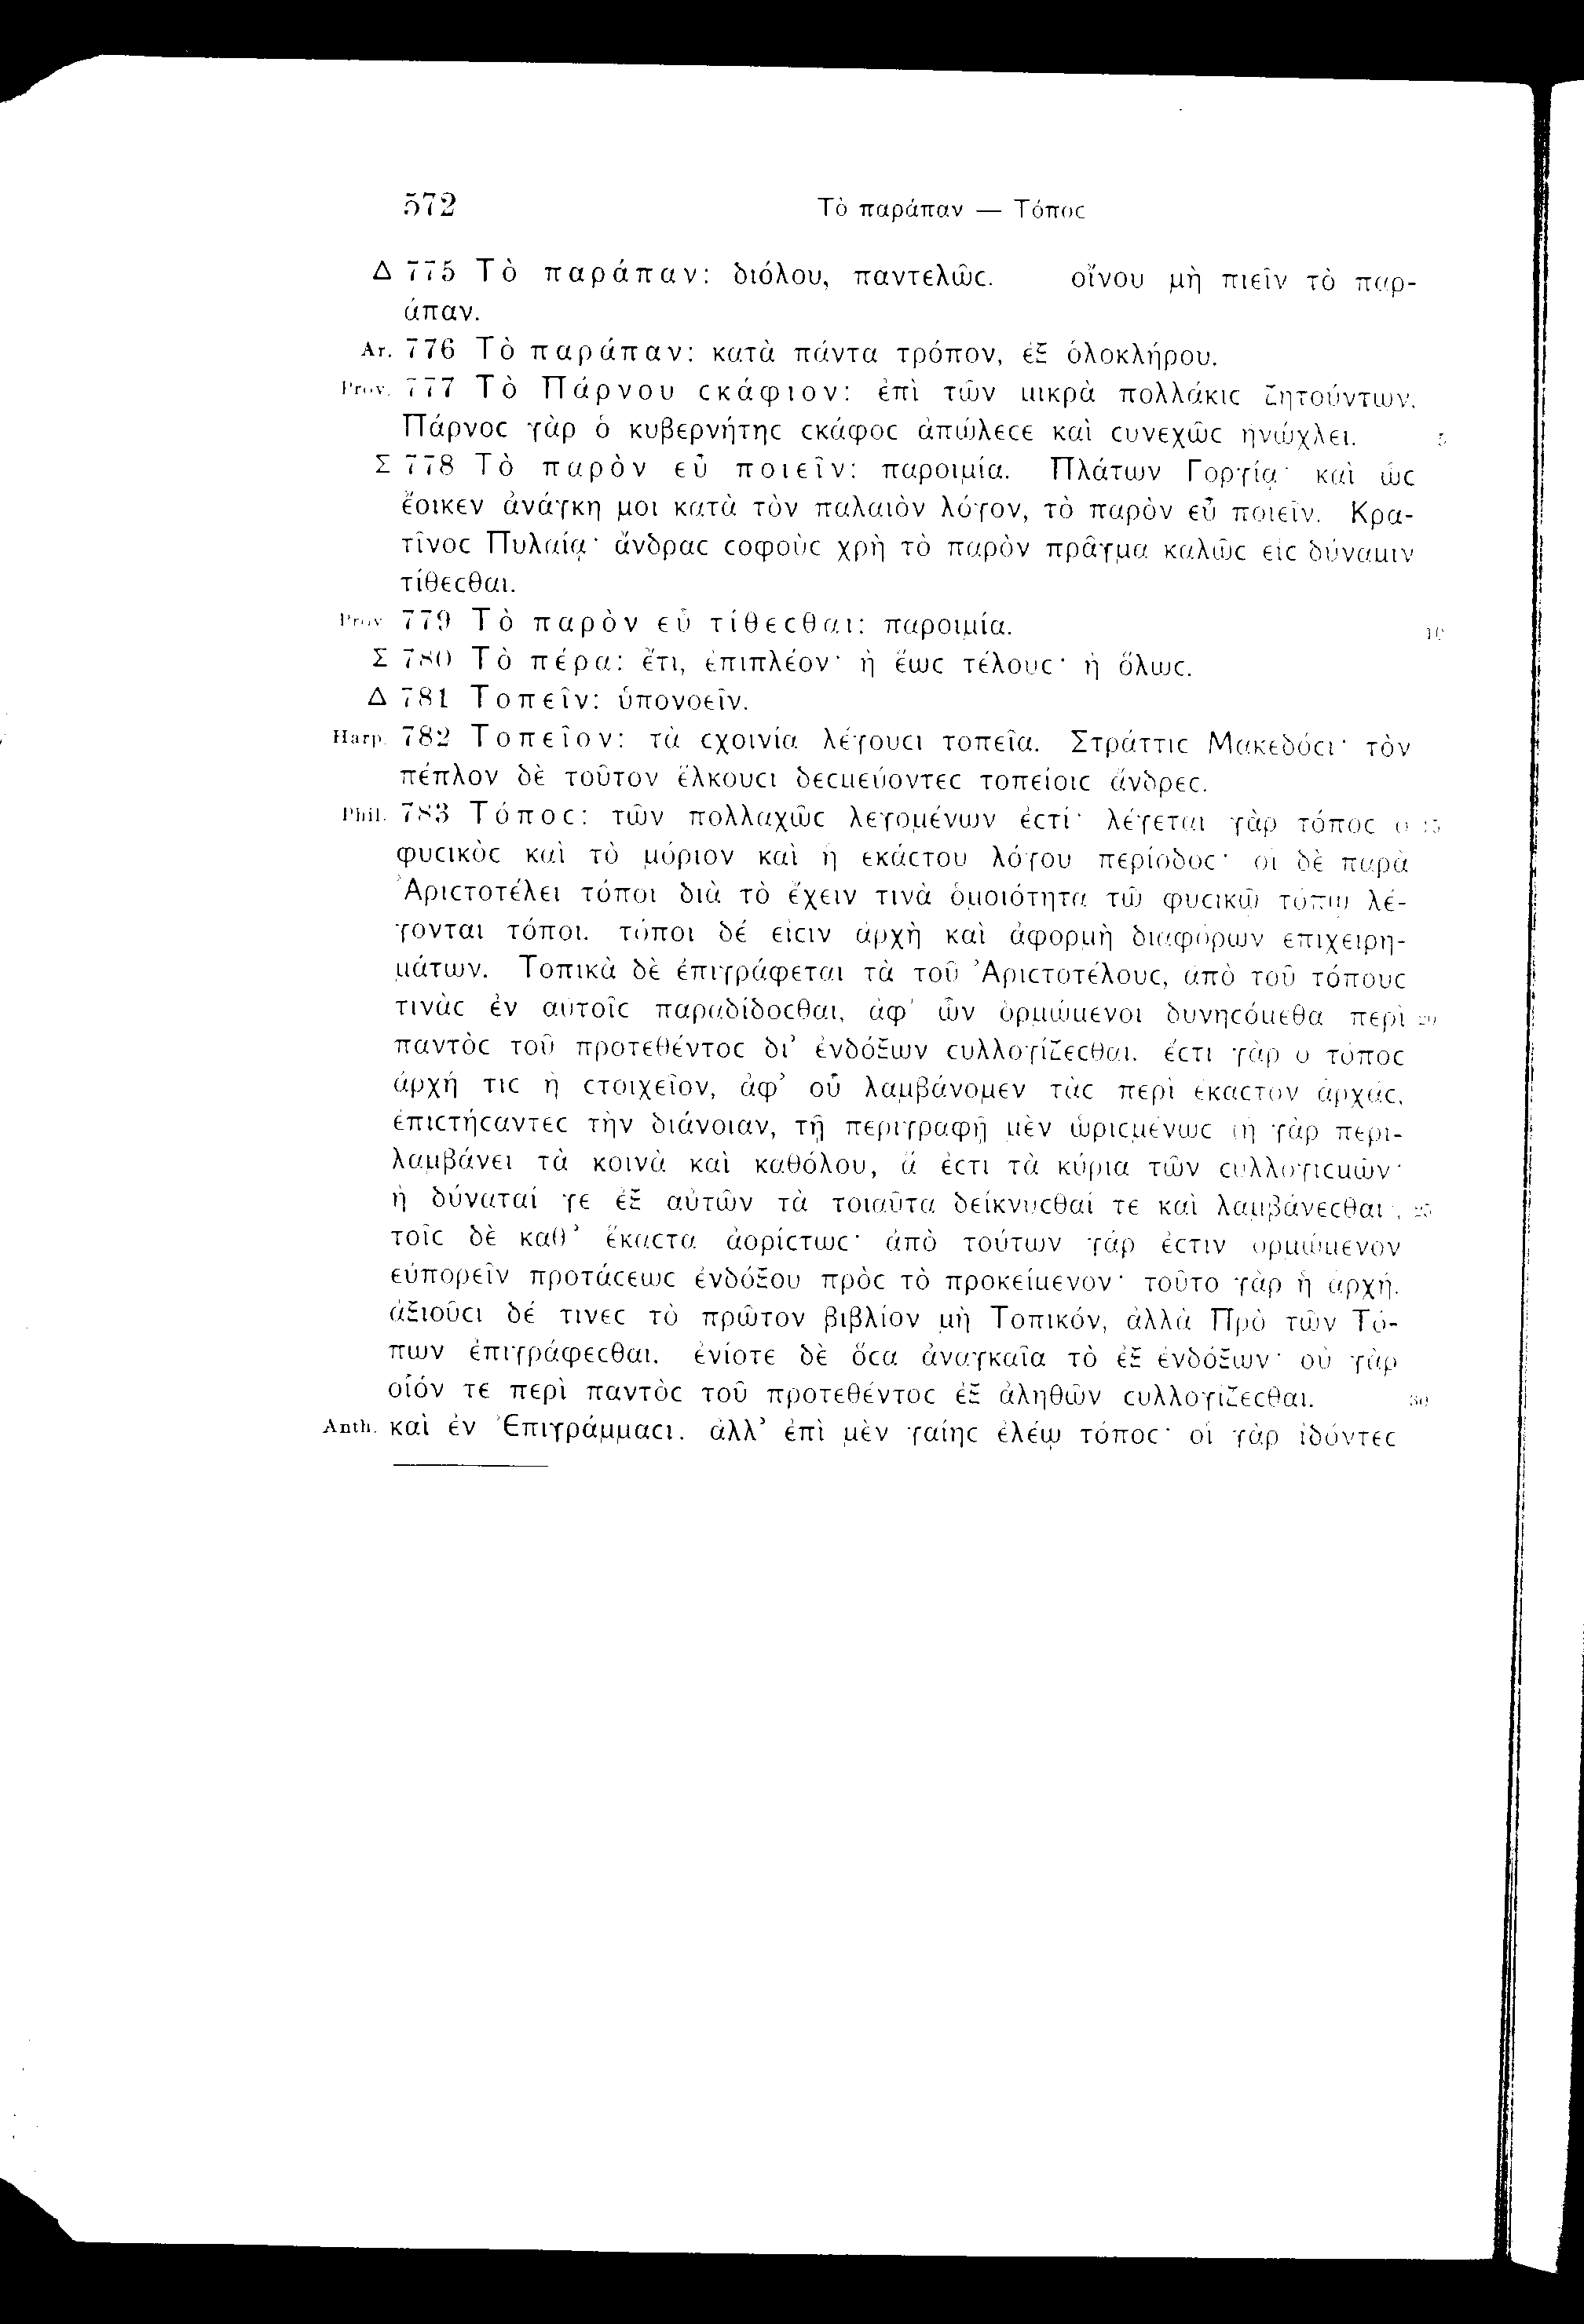 572 Τὸ παράπαν — Τόπος
Δ 775 Τὸ παράπαν: διόλου, παντελῶς. οἴνου μὴ πιεῖν τὸ παρ-
άπαν.
Ar. 776 Τὸ παράπαν: κατὰ πάντα τρόπον, ἐξ ὁλοκλήρου.
Prov. 777 Τὸ Πάρνου σκάφιον: ἐπὶ τῶν μικρὰ πολλάκις ζητούντων.
Πάρνος γὰρ ὁ κυβερνήτης σκάφος ἀπώλεσε καὶ συνεχῶς ἠνώχλει. 5
Σ 778 Τὸ παρὸν εὖ ποιεῖν: παροιμία. Πλάτων Γοργίᾳ· καὶ ὡς
ἔοικεν ἀνάγκη μοι κατὰ τὸν παλαιὸν λόγον, τὸ παρὸν εὖ ποιεῖν. Κρα-
τῖνος Πυλαίᾳ· ἄνδρας σοφοὺς χρὴ τὸ παρὸν πρᾶγμα καλῶς εἰς δύναμιν
τίθεσθαι.
Prov. 779 Τὸ παρὸν εὖ τίθεσθαι: παροιμία. 10
Σ 780 Τὸ πέρα: ἔτι, ἐπιπλέον· ἢ ἕως τέλους· ἢ ὅλως.
Δ 781 Τοπεῖν: ὑπονοεῖν.
Harp. 782 Τοπεῖον: τὰ σχοινία λέγουσι τοπεῖα. Στράττις Μακεδόσι· τὸν
πέπλον δὲ τοῦτον ἕλκουσι δεσμεύοντες τοπείοις ἄνδρες.
Phil. 783 Τόπος: τῶν πολλαχῶς λεγομένων ἐστί· λέγεται γὰρ τόπος ὁ 15
φυσικὸς καὶ τὸ μόριον καὶ ἡ ἑκάστου λόγου περίοδος· οἱ δὲ παρὰ
Ἀριστοτέλει τόποι διὰ τὸ ἔχειν τινὰ ὁμοιότητα τῷ φυσικῷ τόπῳ λέ-
γονται τόποι. τόποι δέ εἰσιν ἀρχὴ καὶ ἀφορμὴ διαφόρων ἐπιχειρη-
μάτων. Τοπικὰ δὲ ἐπιγράφεται τὰ τοῦ Ἀριστοτέλους, ἀπὸ τοῦ τόπους
τινὰς ἐν αὐτοῖς παραδίδοσθαι, ἀφ' ὧν ὁρμώμενοι δυνησόμεθα περὶ 20
παντὸς τοῦ προτεθέντος δι' ἐνδόξων συλλογίζεσθαι. ἔστι γὰρ ὁ τόπος
ἀρχή τις ἢ στοιχεῖον, ἀφ' οὗ λαμβάνομεν τὰς περὶ ἕκαστον ἀρχάς,
ἐπιστήσαντες τὴν διάνοιαν, τῇ περιγραφῇ μὲν ὡρισμένως (ἢ γὰρ περι-
λαμβάνει τὰ κοινὰ καὶ καθόλου, ἅ ἐστι τὰ κύρια τῶν συλλογισμῶν·
ἢ δύναταί γε ἐξ αὐτῶν τὰ τοιαῦτα δείκνυσθαί τε καὶ λαμβάνεσθαι), 25
τοῖς δὲ καθ' ἕκαστα ἀορίστως· ἀπὸ τούτων γάρ ἐστιν ὁρμώμενον
εὐπορεῖν προτάσεως ἐνδόξου πρὸς τὸ προκείμενον· τοῦτο γὰρ ἡ ἀρχή.
ἀξιοῦσι δέ τινες τὸ πρῶτον βιβλίον μὴ Τοπικόν, ἀλλὰ Πρὸ τῶν Τό-
πων ἐπιγράφεσθαι. ἐνίοτε δὲ ὅσα ἀναγκαῖα τὸ ἐξ ἐνδόξων· οὐ γὰρ
οἷόν τε περὶ παντὸς τοῦ προτεθέντος ἐξ ἀληθῶν συλλογίζεσθαι. 30
Anth. καὶ ἐν Ἐπιγράμμασι. ἀλλ' ἐπὶ μὲν γαίης ἐλέῳ τόπος· οἱ γὰρ ἰδόντες